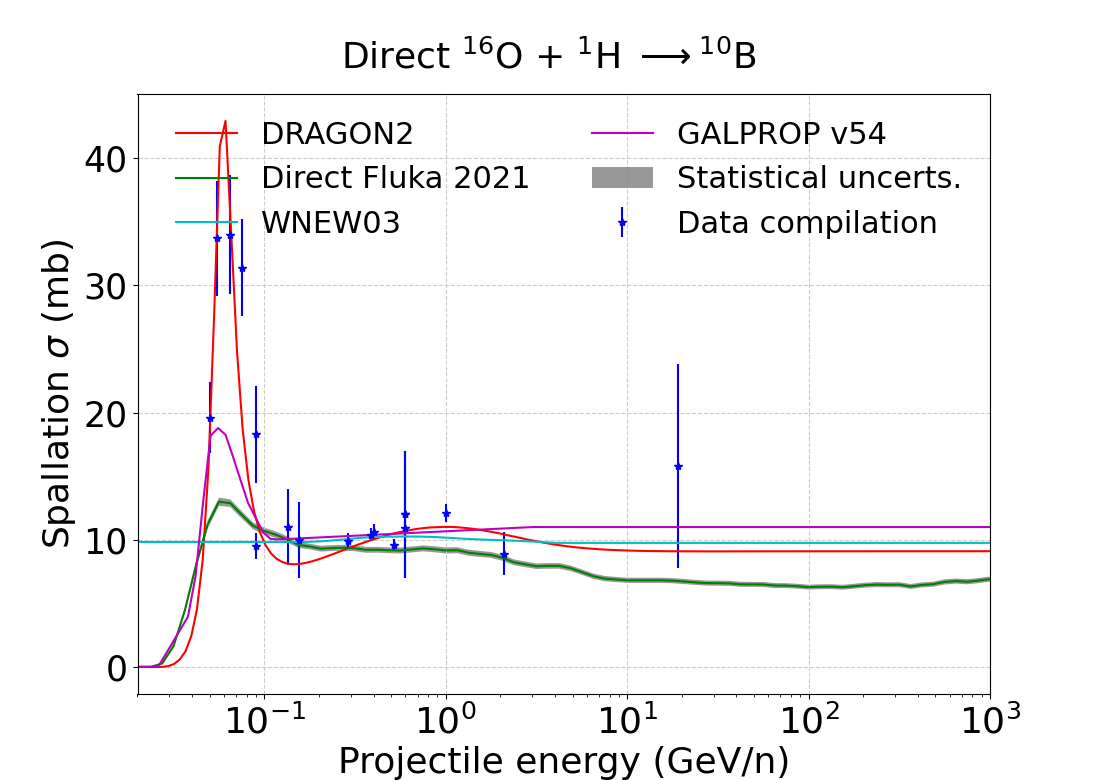 Direct ¹⁶O + ¹H ⟶ ¹⁰B
DRAGON2
Direct Fluka 2021
WNEW03
GALPROP v54
Statistical uncerts.
Data compilation
Spallation σ (mb)
40
30
20
10
0
10⁻¹ 10⁰ 10¹ 10² 10³
Projectile energy (GeV/n)